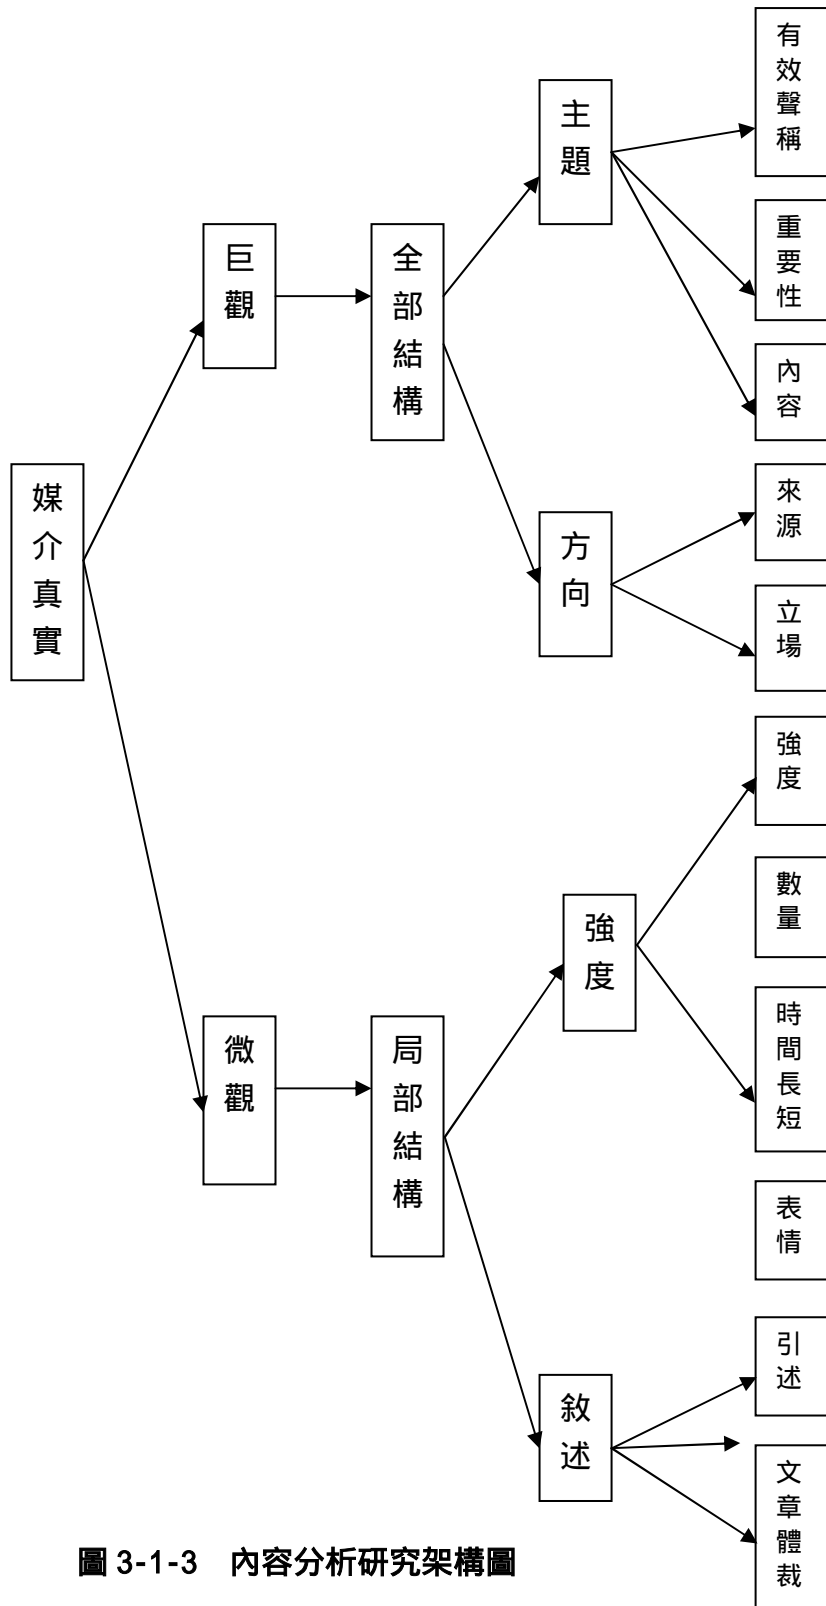 媒介真實
巨觀
微觀
全部結構
局部結構
主題
方向
強度
敘述
有效聲稱
重要性
內容
來源
立場
強度
數量
時間長短
表情
引述
文章體裁
圖 3-1-3　內容分析研究架構圖